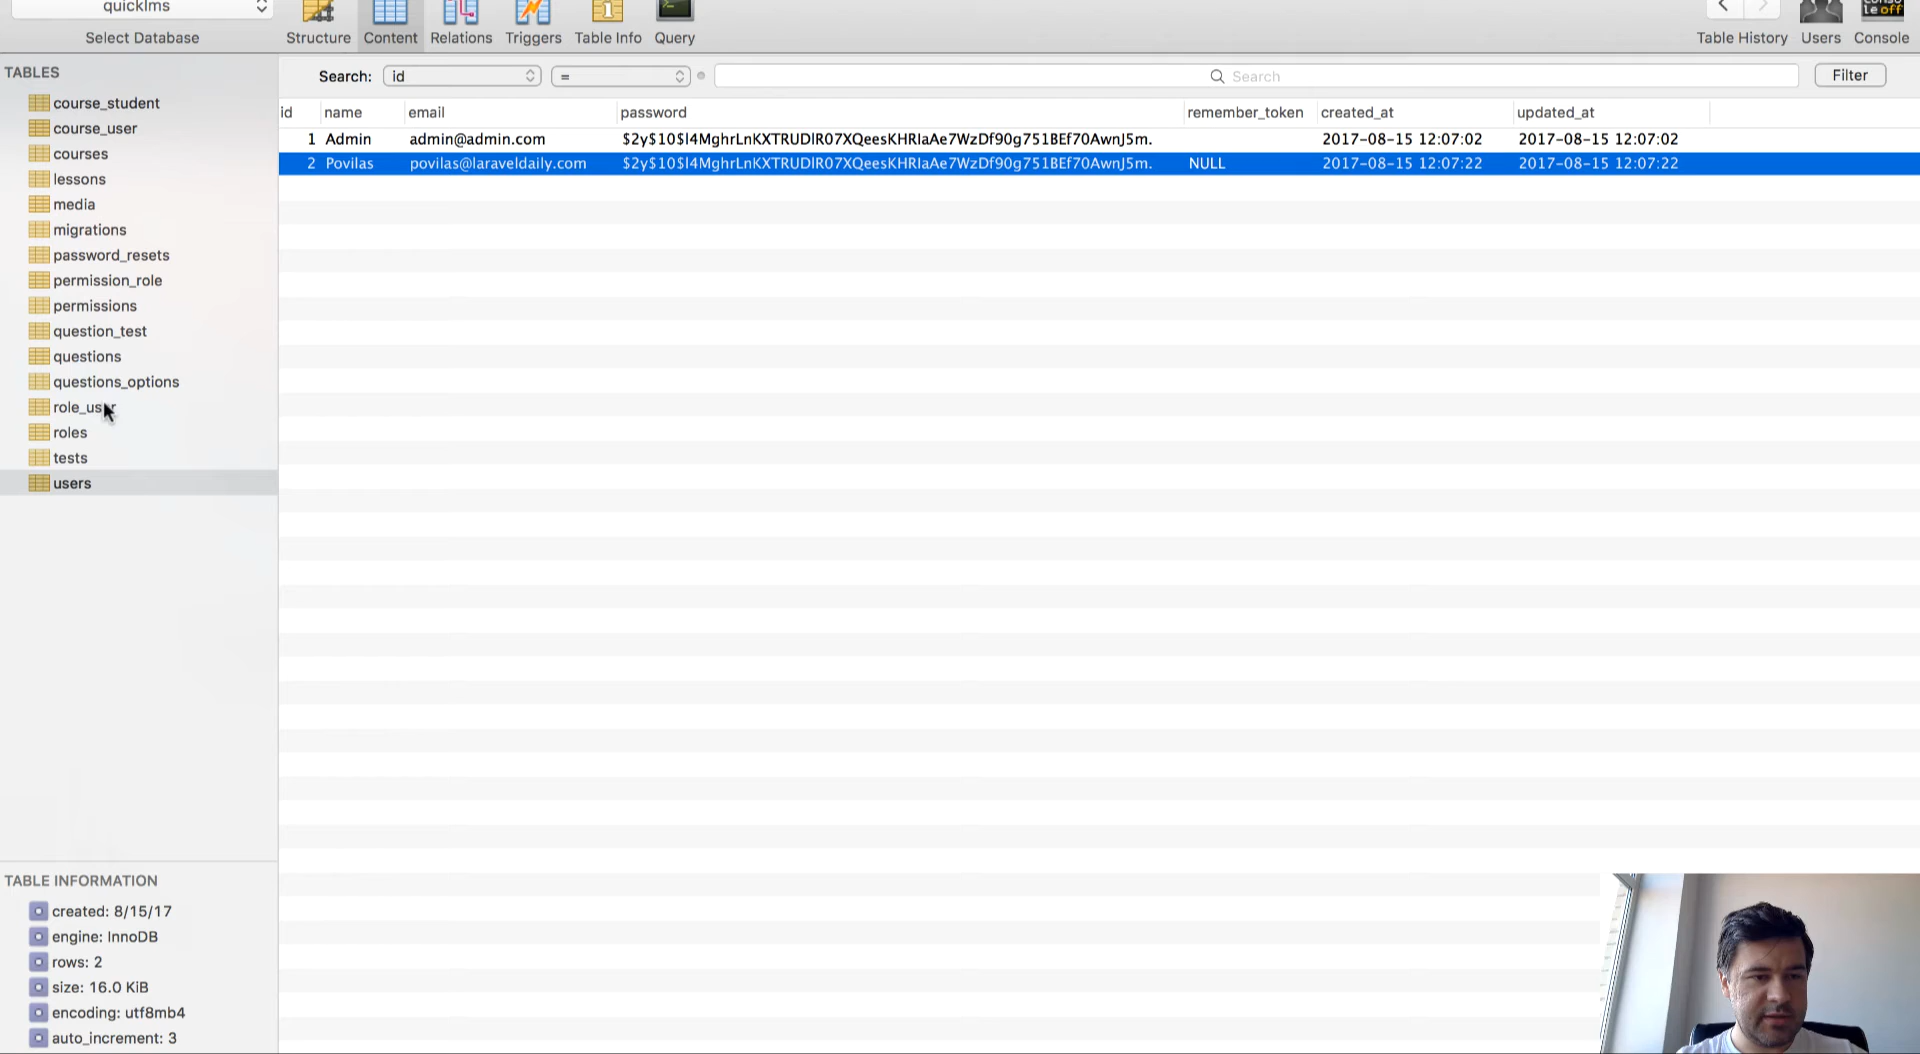 quicklms
Select Database
Structure Content Relations Triggers Table Info Query
Table History Users Console
TABLES
course_student
course_user
courses
lessons
media
migrations
password_resets
permission_role
permissions
question_test
questions
questions_options
role_user
roles
tests
users
Search: id = Search Filter
id name email password remember_token created_at updated_at
1 Admin admin@admin.com $2y$10$I4MghrLnKXTRUDIR07XQeesKHRIaAe7WzDf90g751BEf70AwnJ5m. 2017-08-15 12:07:02 2017-08-15 12:07:02
2 Povilas povilas@laraveldaily.com $2y$10$I4MghrLnKXTRUDIR07XQeesKHRIaAe7WzDf90g751BEf70AwnJ5m. NULL 2017-08-15 12:07:22 2017-08-15 12:07:22
TABLE INFORMATION
created: 8/15/17
engine: InnoDB
rows: 2
size: 16.0 KiB
encoding: utf8mb4
auto_increment: 3